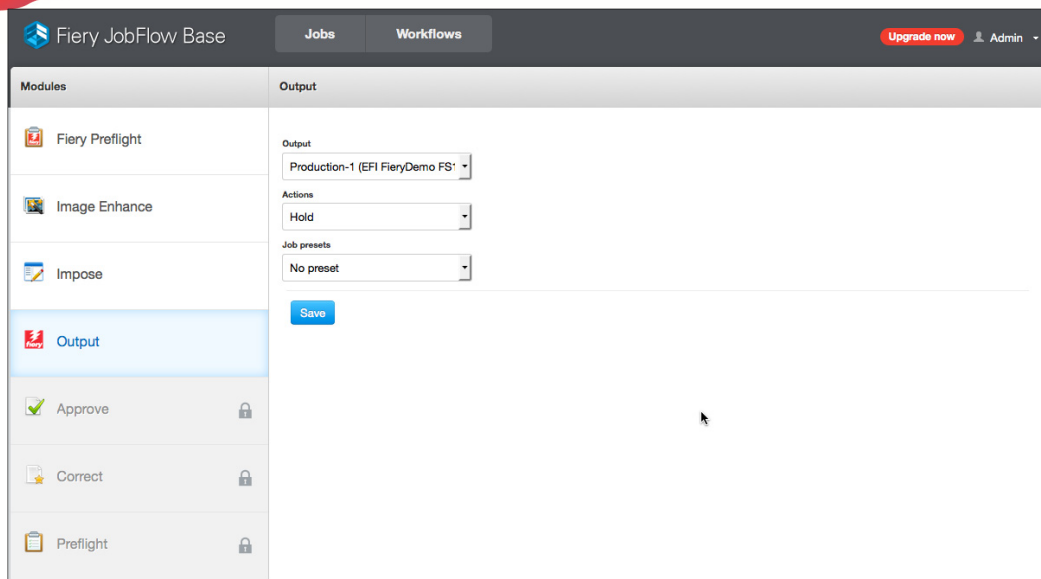 Fiery JobFlow Base
Jobs
Workflows
Upgrade now
Admin
Modules
Output
Fiery Preflight
Image Enhance
Impose
Output
Approve
Correct
Preflight
Output
Production-1 (EFI FieryDemo FS1
Actions
Hold
Job presets
No preset
Save